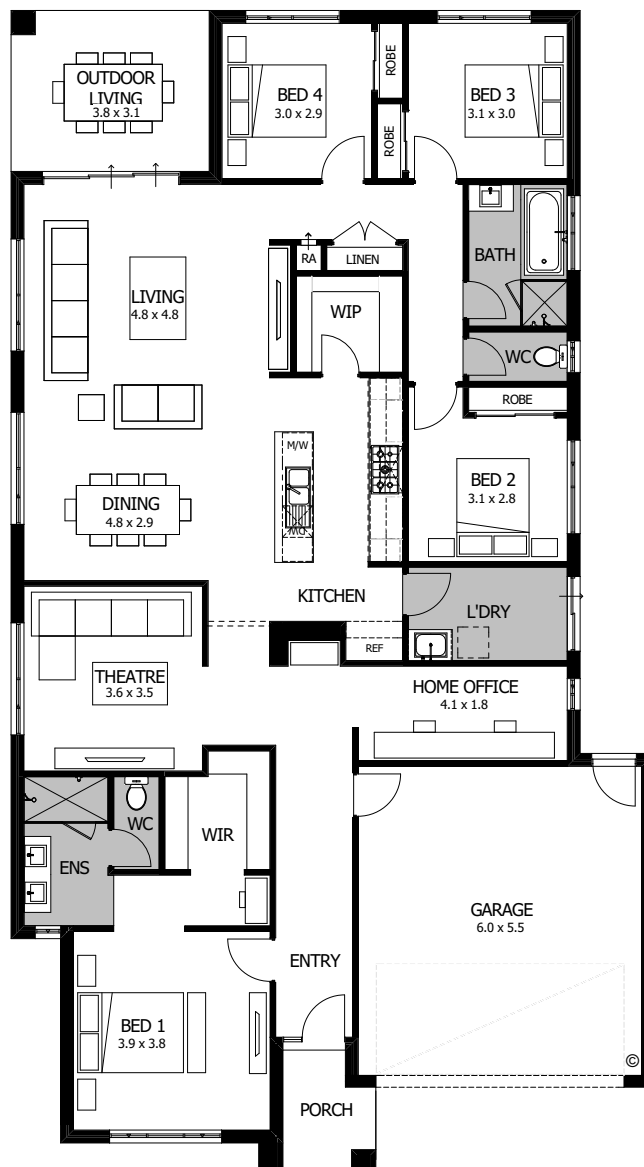 OUTDOOR
LIVING
3.8 x 3.1
BED 4
3.0 x 2.9
ROBE
ROBE
BED 3
3.1 x 3.0
BATH
RA
LINEN
LIVING
4.8 x 4.8
WIP
WC
ROBE
M/W
BED 2
3.1 x 2.8
DINING
4.8 x 2.9
DW
KITCHEN
L'DRY
REF
THEATRE
3.6 x 3.5
HOME OFFICE
4.1 x 1.8
WC
WIR
ENS
GARAGE
6.0 x 5.5
ENTRY
BED 1
3.9 x 3.8
©
PORCH